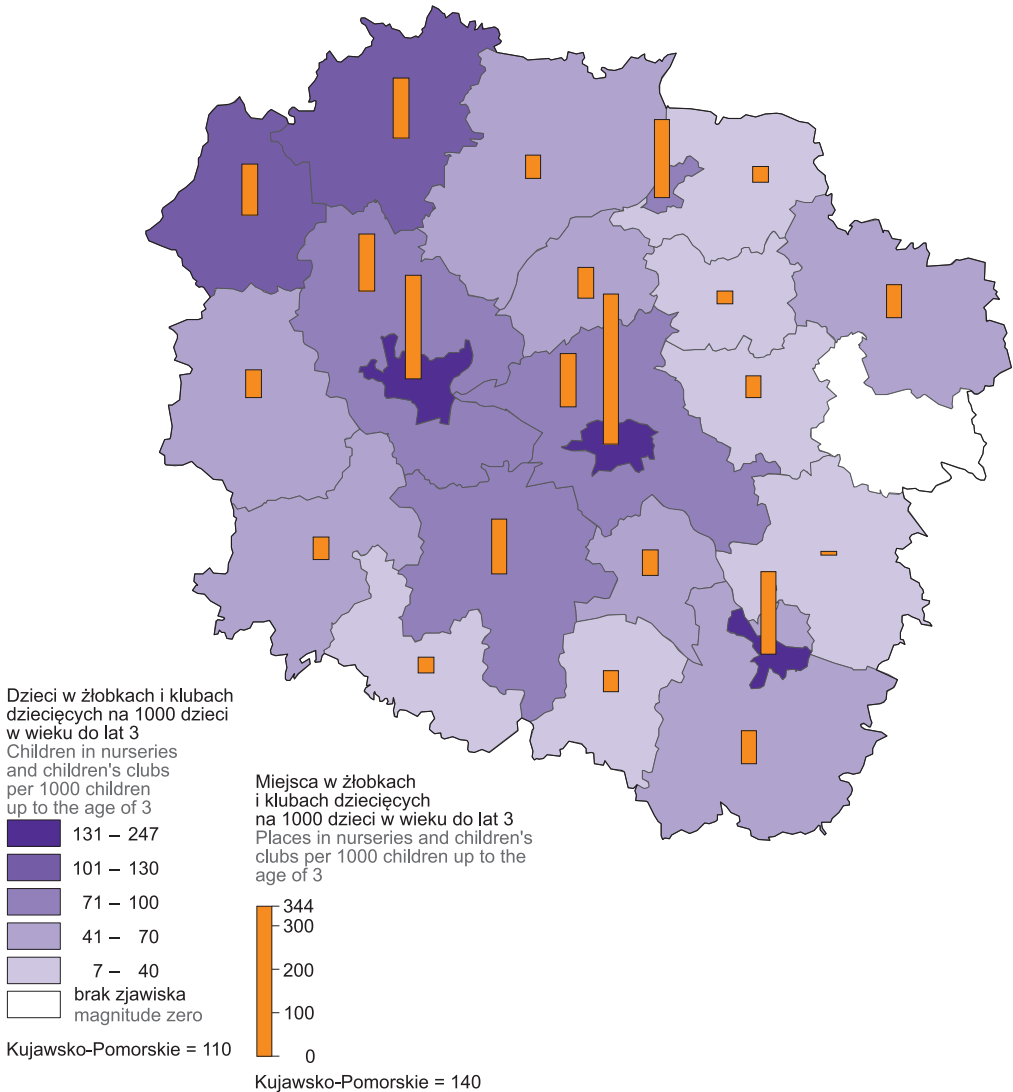 Dzieci w żłobkach i klubach
dziecięcych na 1000 dzieci
w wieku do lat 3
Children in nurseries
and children's clubs
per 1000 children
up to the age of 3
131 – 247
101 – 130
71 – 100
41 – 70
7 – 40
brak zjawiska
magnitude zero
Kujawsko-Pomorskie = 110
Miejsca w żłobkach
i klubach dziecięcych
na 1000 dzieci w wieku do lat 3
Places in nurseries and children's
clubs per 1000 children up to the
age of 3
344
300
200
100
0
Kujawsko-Pomorskie = 140